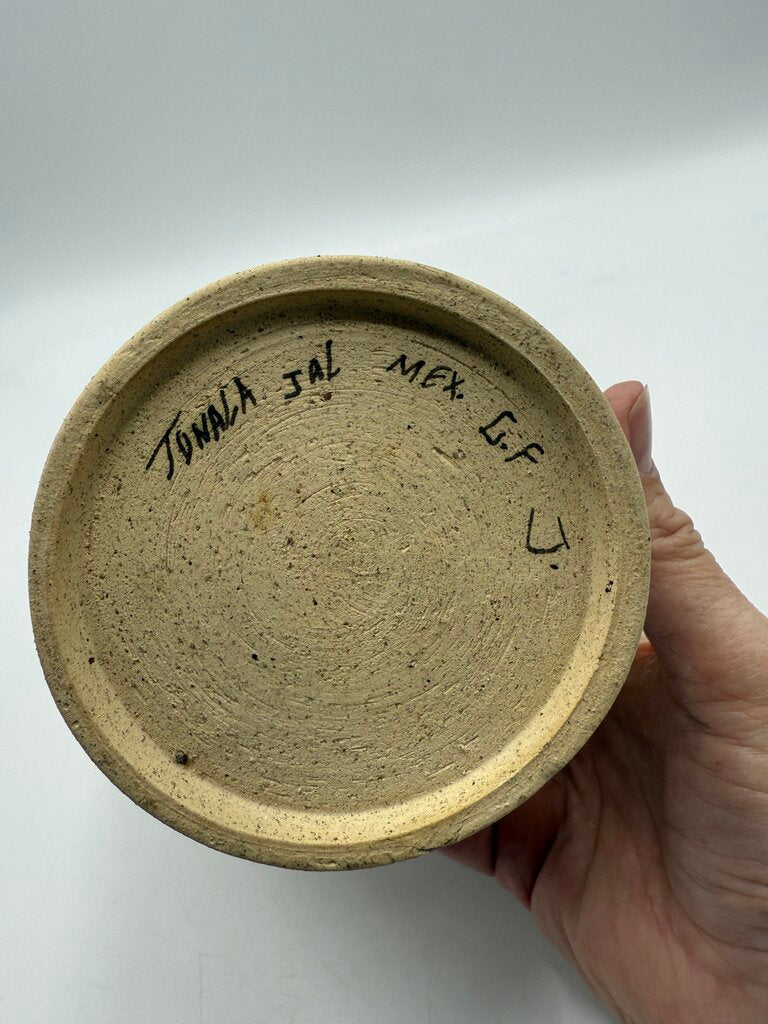 TONALA JAL MEX. G.F U.